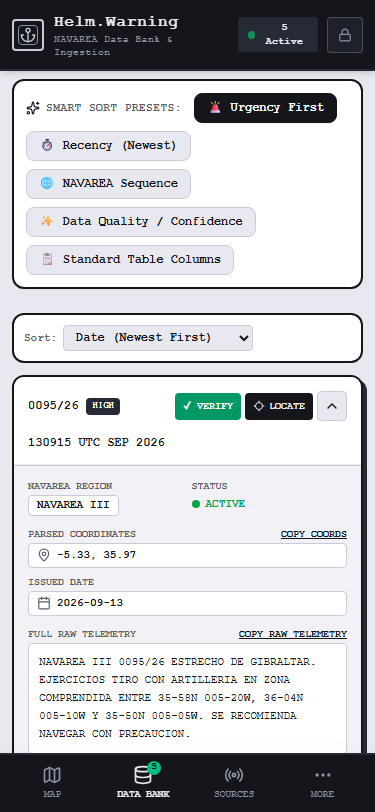 Helm.Warning
NAVAREA Data Bank &
Ingestion
5
Active
SMART SORT PRESETS:
Urgency First
Recency (Newest)
NAVAREA Sequence
Data Quality / Confidence
Standard Table Columns
Sort:
Date (Newest First)
0095/26 HIGH
VERIFY
LOCATE
130915 UTC SEP 2026
NAVAREA REGION
STATUS
NAVAREA III
ACTIVE
PARSED COORDINATES
COPY COORDS
-5.33, 35.97
ISSUED DATE
2026-09-13
FULL RAW TELEMETRY
COPY RAW TELEMETRY
NAVAREA III 0095/26 ESTRECHO DE GIBRALTAR.
EJERCICIOS TIRO CON ARTILLERIA EN ZONA
COMPRENDIDA ENTRE 35-58N 005-20W, 36-04N
005-10W Y 35-50N 005-05W. SE RECOMIENDA
NAVEGAR CON PRECAUCION.
MAP
5
DATA BANK
SOURCES
MORE